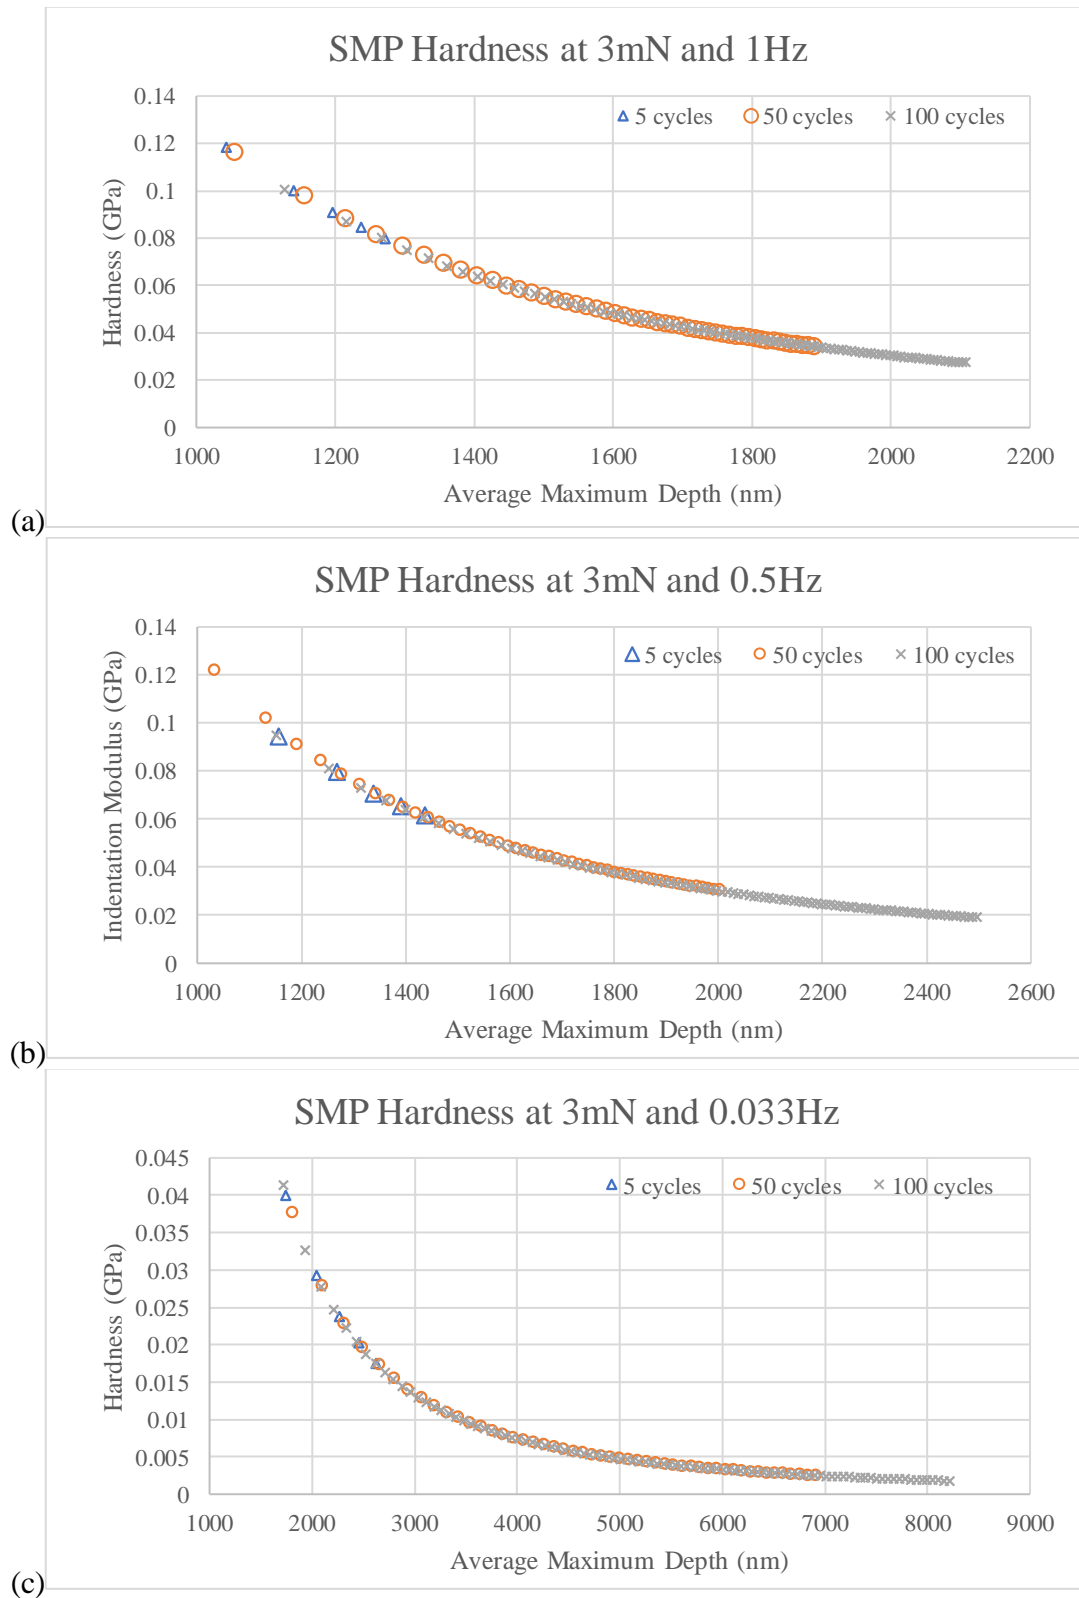 SMP Hardness at 3mN and 1Hz
0.14
5 cycles 50 cycles 100 cycles
0.12
0.1
0.08
0.06
0.04
0.02
0
Hardness (GPa)
1000 1200 1400 1600 1800 2000 2200
Average Maximum Depth (nm)
(a)
SMP Hardness at 3mN and 0.5Hz
0.14
5 cycles 50 cycles 100 cycles
0.12
0.1
0.08
0.06
0.04
0.02
0
Indentation Modulus (GPa)
1000 1200 1400 1600 1800 2000 2200 2400 2600
Average Maximum Depth (nm)
(b)
SMP Hardness at 3mN and 0.033Hz
0.045
5 cycles 50 cycles 100 cycles
0.04
0.035
0.03
0.025
0.02
0.015
0.01
0.005
0
Hardness (GPa)
1000 2000 3000 4000 5000 6000 7000 8000 9000
Average Maximum Depth (nm)
(c)